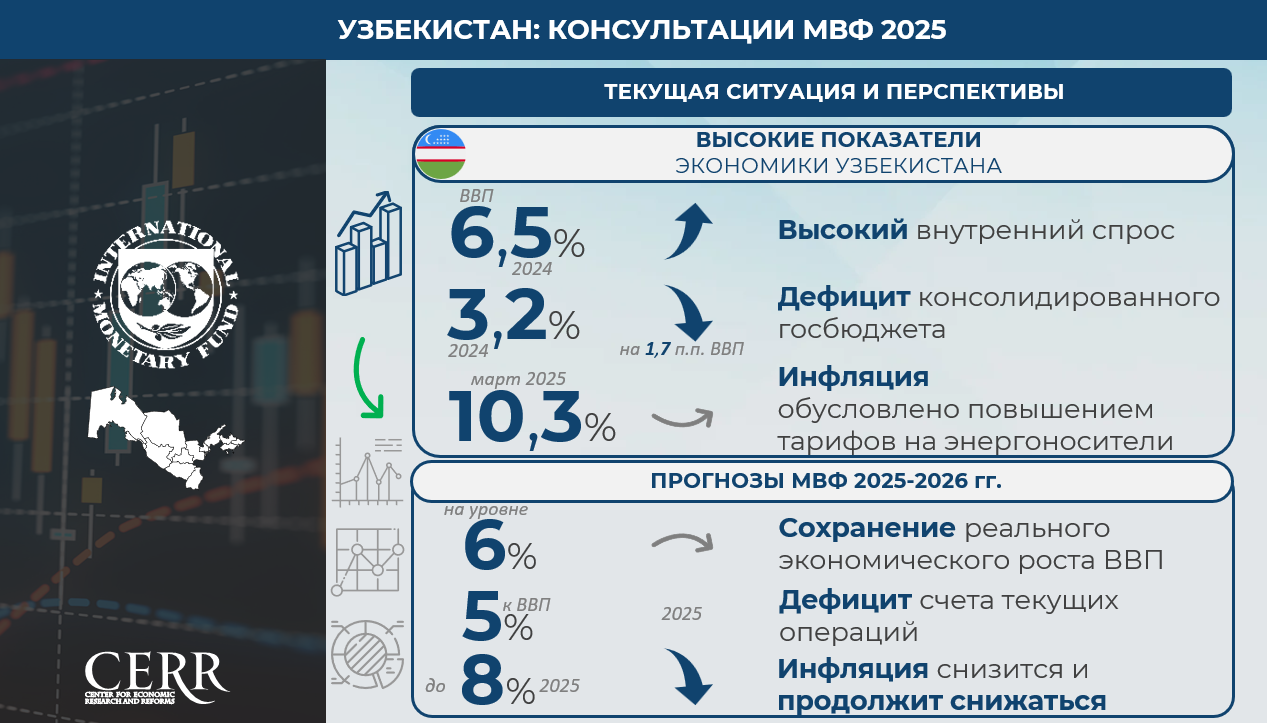 УЗБЕКИСТАН: КОНСУЛЬТАЦИИ МВФ 2025
INTERNATIONAL
MONETARY FUND
CERR
CENTER FOR ECONOMIC
RESEARCH AND REFORMS
ТЕКУЩАЯ СИТУАЦИЯ И ПЕРСПЕКТИВЫ
ВЫСОКИЕ ПОКАЗАТЕЛИ
ЭКОНОМИКИ УЗБЕКИСТАНА
ВВП
6,5%
2024
Высокий внутренний спрос
3,2%
2024
на 1,7 п.п. ВВП
Дефицит консолидированного
госбюджета
март 2025
10,3%
Инфляция
обусловлено повышением
тарифов на энергоносители
ПРОГНОЗЫ МВФ 2025-2026 гг.
на уровне
6%
Сохранение реального
экономического роста ВВП
5% к ВВП
2025
Дефицит счета текущих
операций
до 8% 2025
Инфляция снизится и
продолжит снижаться